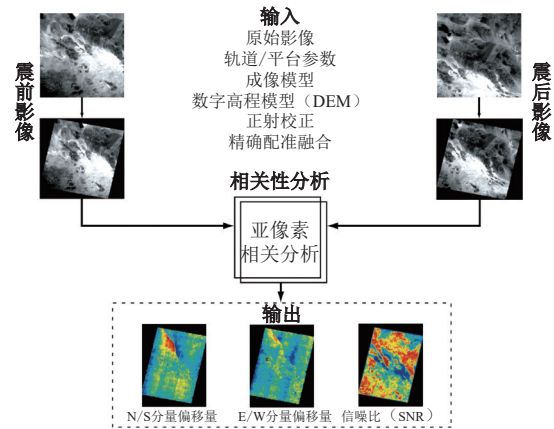 输入
原始影像
轨道/平台参数
成像模型
数字高程模型（DEM）
正射校正
精确配准融合
震前影像
震后影像
相关性分析
亚像素
相关分析
输出
N/S分量偏移量
E/W分量偏移量
信噪比（SNR）